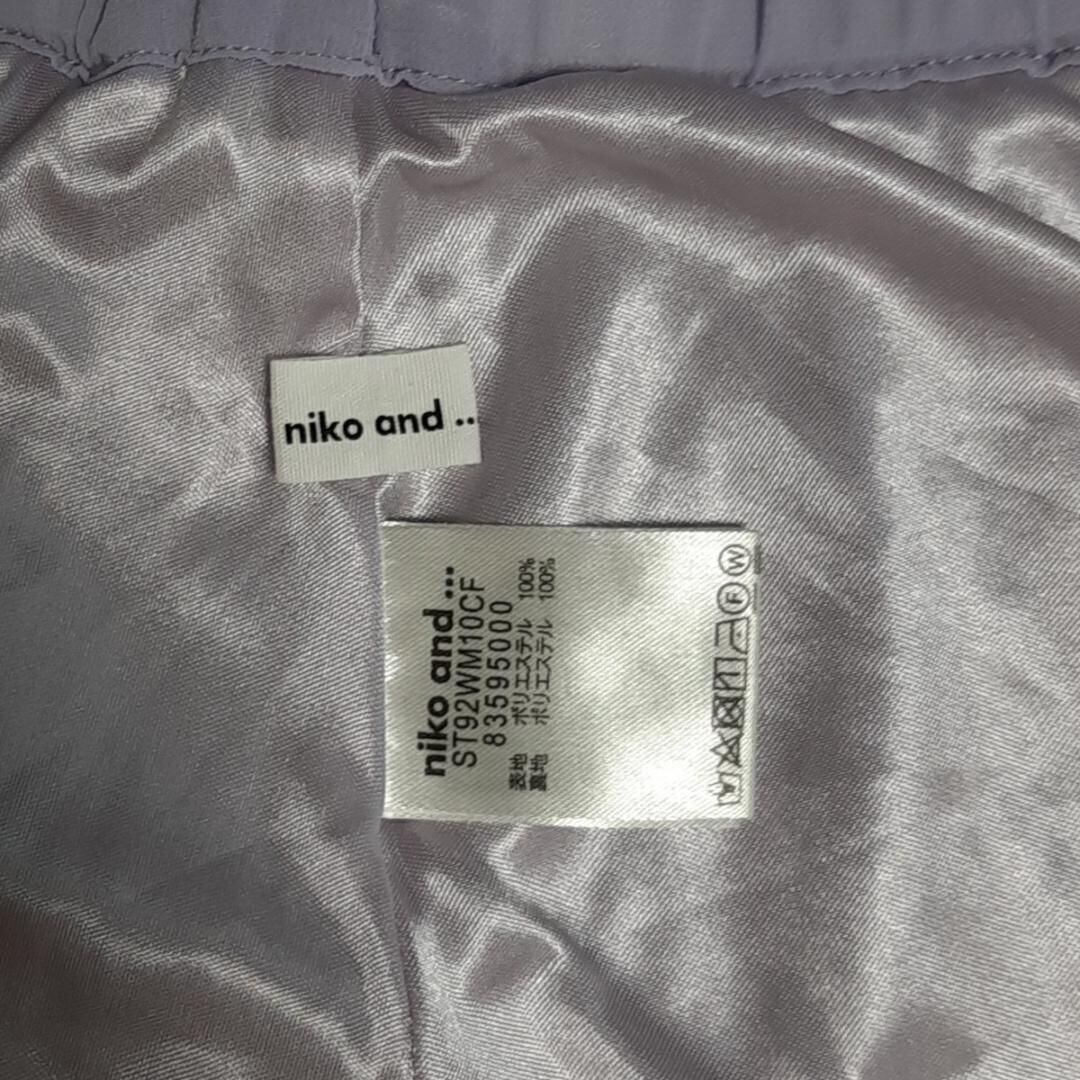 niko and ...
niko and ...
ST92WM10CF
83595000
表地 ポリエステル 100%
裏地 ポリエステル 100%
F W